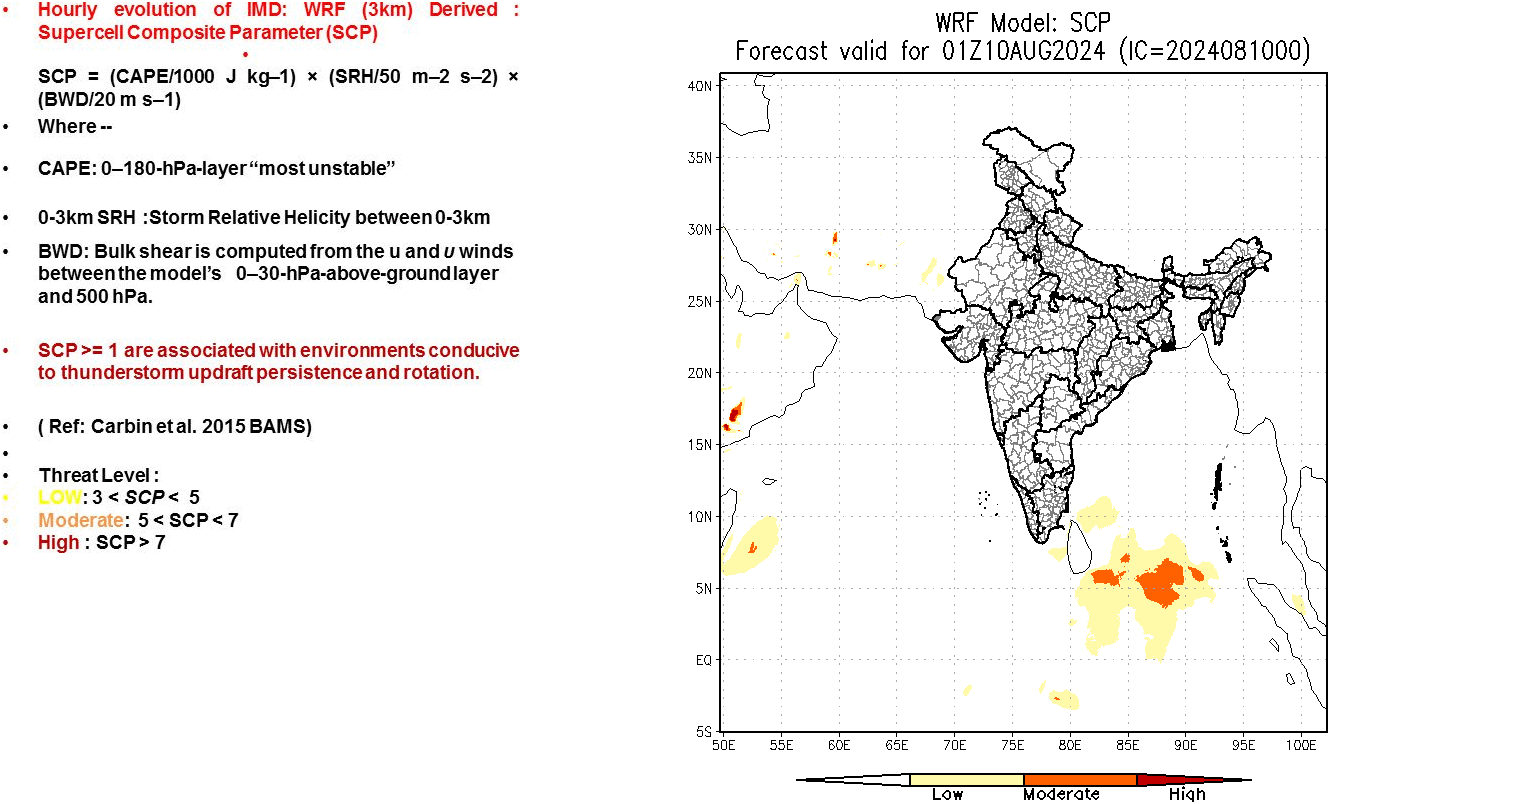 • Hourly evolution of IMD: WRF (3km) Derived :
Supercell Composite Parameter (SCP)
•
SCP = (CAPE/1000 J kg–1) × (SRH/50 m–2 s–2) ×
(BWD/20 m s–1)
• Where --
• CAPE: 0–180-hPa-layer “most unstable”
• 0-3km SRH :Storm Relative Helicity between 0-3km
• BWD: Bulk shear is computed from the u and υ winds
between the model’s 0–30-hPa-above-ground layer
and 500 hPa.
• SCP >= 1 are associated with environments conducive
to thunderstorm updraft persistence and rotation.
• ( Ref: Carbin et al. 2015 BAMS)
•
• Threat Level :
• LOW: 3 < SCP < 5
• Moderate: 5 < SCP < 7
• High : SCP > 7
WRF Model: SCP
Forecast valid for 01Z10AUG2024 (IC=2024081000)
40N
35N
30N
25N
20N
15N
10N
5N
EQ
5S
50E 55E 60E 65E 70E 75E 80E 85E 90E 95E 100E
Low Moderate High